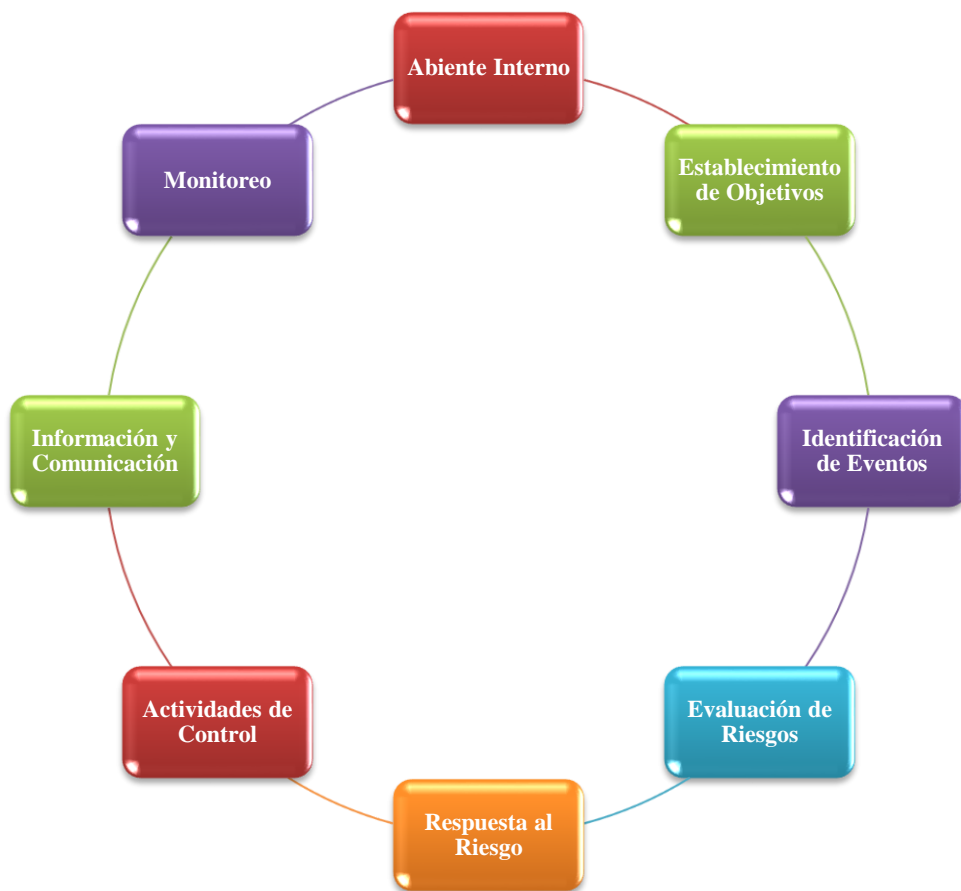 Abiente Interno
Establecimiento
de Objetivos
Identificación
de Eventos
Evaluación de
Riesgos
Respuesta al
Riesgo
Actividades de
Control
Información y
Comunicación
Monitoreo